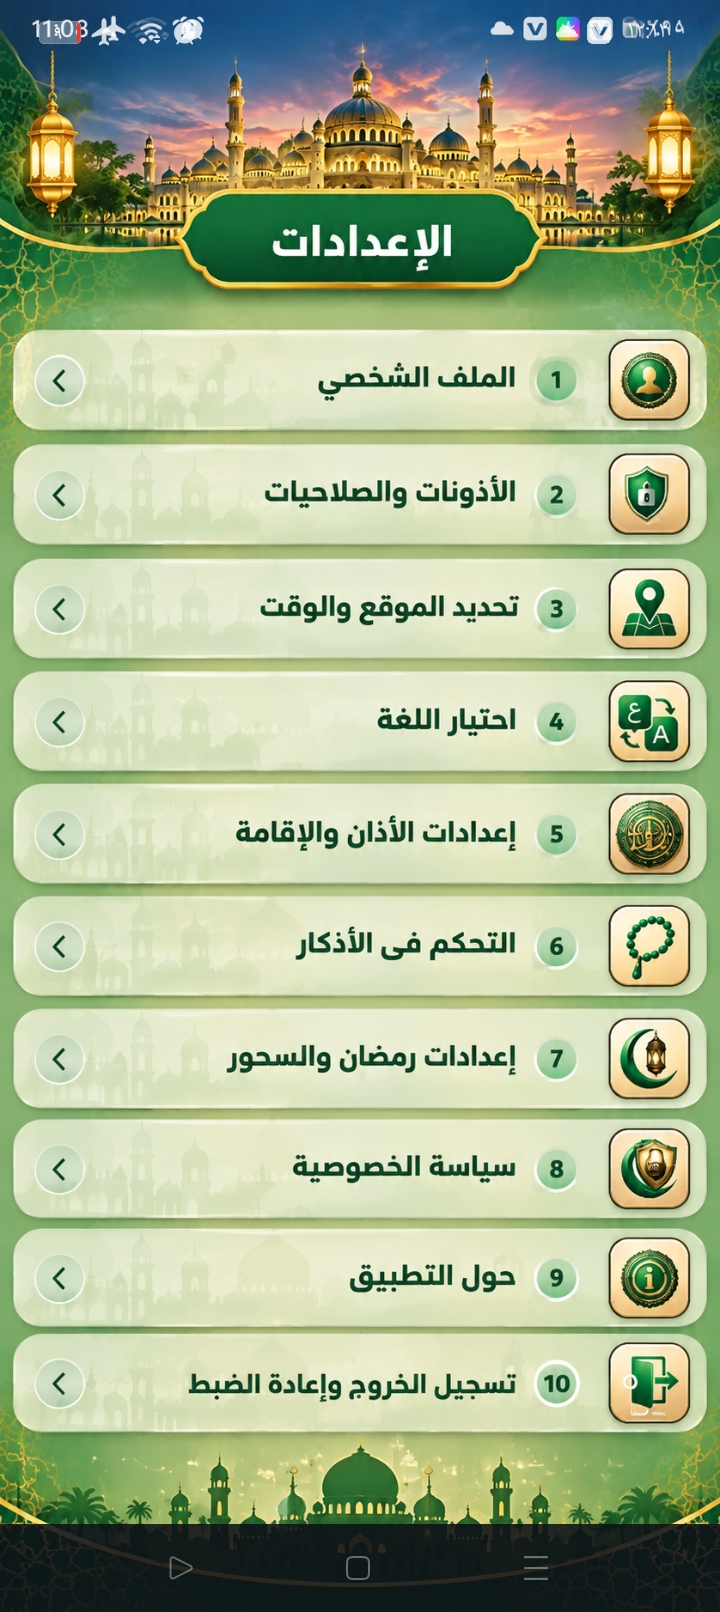 11:08
الإعدادات
1 الملف الشخصي
2 الأذونات والصلاحيات
3 تحديد الموقع والوقت
4 احتيار اللغة
ع A
5 إعدادات الأذان والإقامة
6 التحكم فى الأذكار
7 إعدادات رمضان والسحور
8 سياسة الخصوصية
9 حول التطبيق
10 تسجيل الخروج وإعادة الضبط